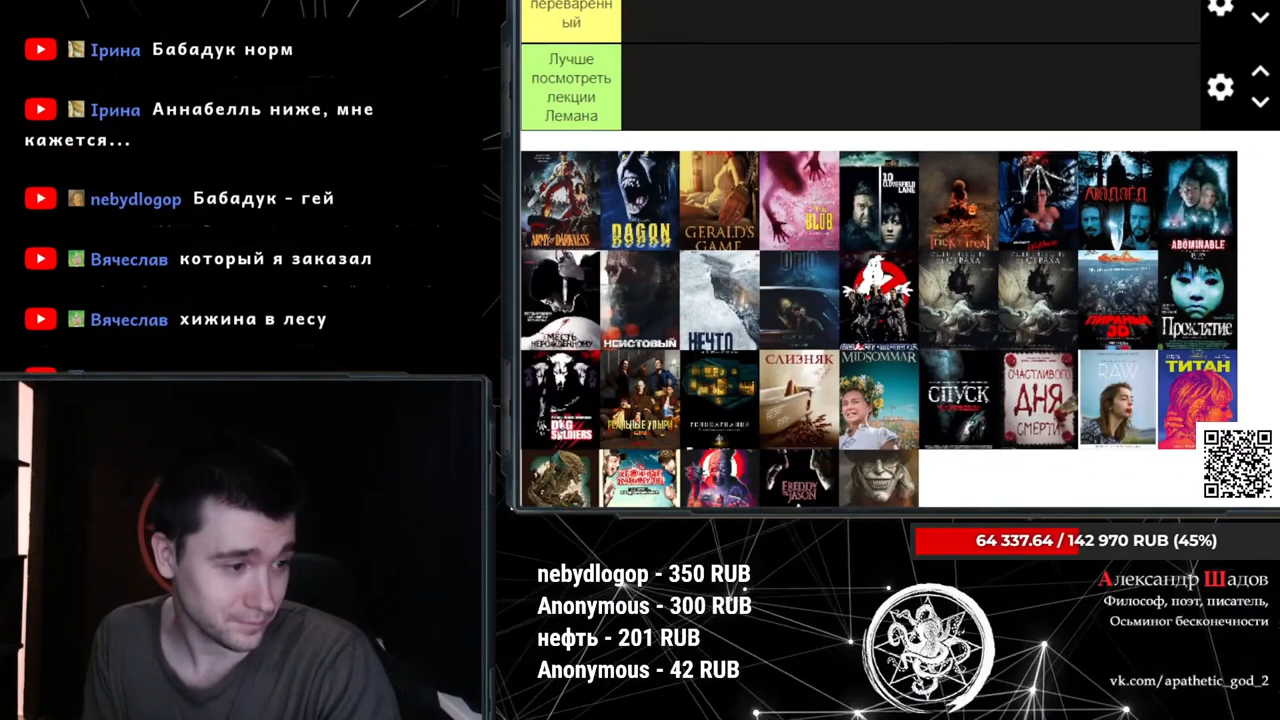 Ірина Бабадук норм
Ірина Аннабелль ниже, мне
кажется...
nebydlogop Бабадук - гей
Вячеслав который я заказал
Вячеслав хижина в лесу
переваренн
ый
Лучше
посмотреть
лекции
Лемана
ARMY OF DARKNESS
DAGON
GERALD'S
GAME
THE
BLOB
10
CLOVERFIELD
LANE
Trick 'r Treat
ЛЮДОЕД
ABOMINABLE
МЕСТЬ
НЕРОЖДЕННОМУ
НЕИСТОВЫЙ
НЕЧТО
ПИРАНЬИ
3D
Проклятие
DOG
SOLDIERS
РЕАЛЬНЫЕ УПЫРИ
СЛИЗНЯК
MIDSOMMAR
СПУСК
СЧАСТЛИВОГО
ДНЯ
СМЕРТИ
RAW
ТИТАН
FREDDY
JASON
64 337.64 / 142 970 RUB (45%)
nebydlogop - 350 RUB
Anonymous - 300 RUB
нефть - 201 RUB
Anonymous - 42 RUB
Александр Шадов
Философ, поэт, писатель,
Осьминог бесконечности
vk.com/apathetic_god_2